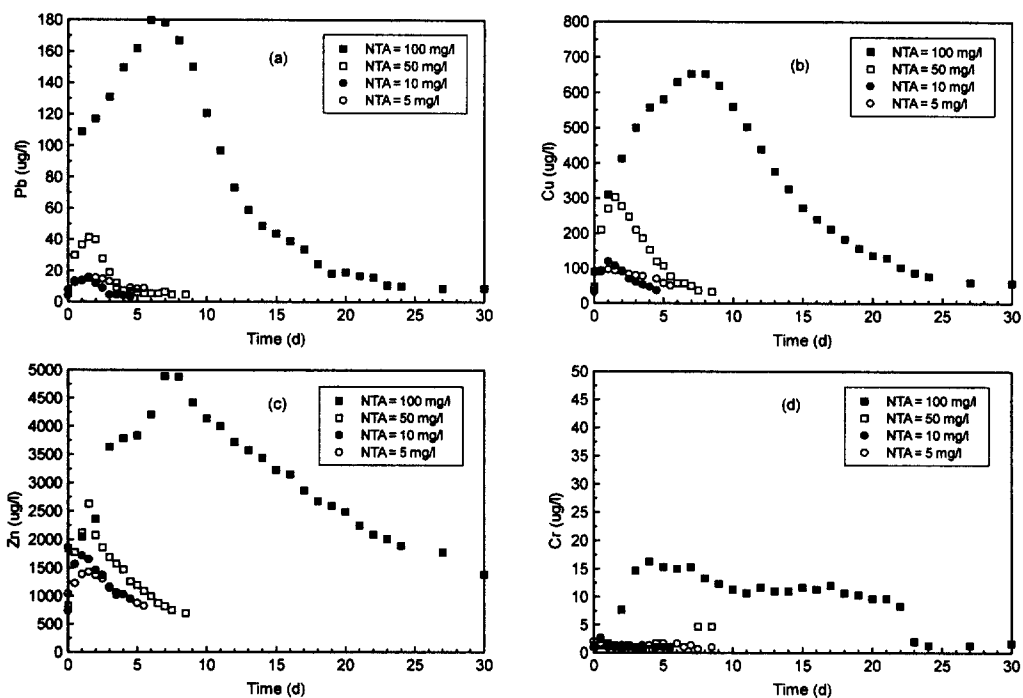 (a)
NTA = 100 mg/l
NTA = 50 mg/l
NTA = 10 mg/l
NTA = 5 mg/l
180
160
140
120
100
80
60
40
20
0
Pb (ug/l)
0 5 10 15 20 25 30
Time (d)
(b)
NTA = 100 mg/l
NTA = 50 mg/l
NTA = 10 mg/l
NTA = 5 mg/l
800
700
600
500
400
300
200
100
0
Cu (ug/l)
0 5 10 15 20 25 30
Time (d)
(c)
NTA = 100 mg/l
NTA = 50 mg/l
NTA = 10 mg/l
NTA = 5 mg/l
5000
4500
4000
3500
3000
2500
2000
1500
1000
500
0
Zn (ug/l)
0 5 10 15 20 25 30
Time (d)
(d)
NTA = 100 mg/l
NTA = 50 mg/l
NTA = 10 mg/l
NTA = 5 mg/l
50
45
40
35
30
25
20
15
10
5
0
Cr (ug/l)
0 5 10 15 20 25 30
Time (d)